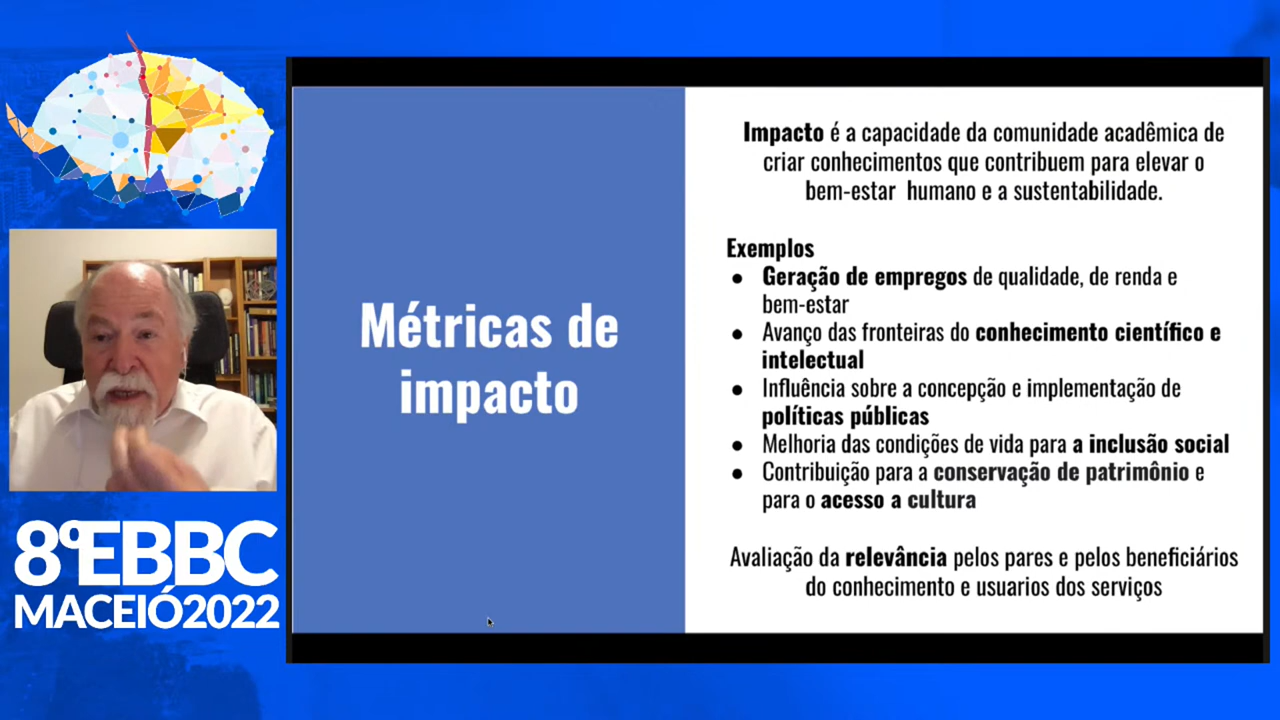 8ºEBBC
MACEIÓ2022
Métricas de
impacto
Impacto é a capacidade da comunidade acadêmica de
criar conhecimentos que contribuem para elevar o
bem-estar humano e a sustentabilidade.
Exemplos
● Geração de empregos de qualidade, de renda e
bem-estar
● Avanço das fronteiras do conhecimento científico e
intelectual
● Influência sobre a concepção e implementação de
políticas públicas
● Melhoria das condições de vida para a inclusão social
● Contribuição para a conservação de patrimônio e
para o acesso a cultura
Avaliação da relevância pelos pares e pelos beneficiários
do conhecimento e usuarios dos serviços